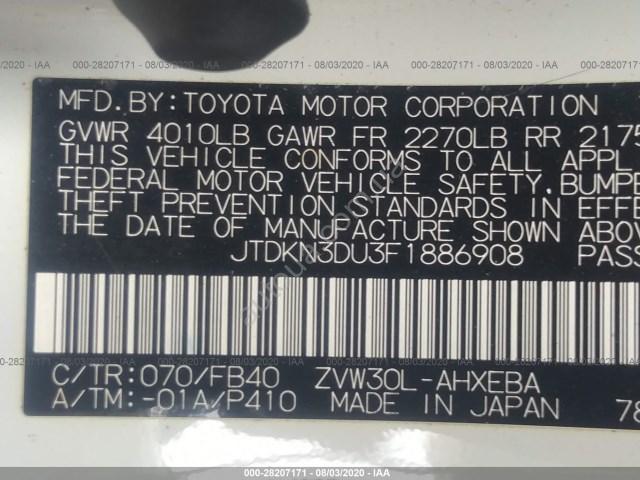 000-28207171 - 08/03/2020 - IAA
MFD.BY:TOYOTA MOTOR CORPORATION
GVWR 4010LB GAWR FR 2270LB RR 2175
THIS VEHICLE CONFORMS TO ALL APPL
FEDERAL MOTOR VEHICLE SAFETY.BUMPE
THEFT PREVENTION STANDARDS IN EFFE
THE DATE OF MANUFACTURE SHOWN ABOV
JTDKN3DU3F1886908 PASS
C/TR:070/FB40 ZVW30L-AHXEBA
A/TM:-01A/P410 MADE IN JAPAN 78
000-28207171 - 08/03/2020 - IAA